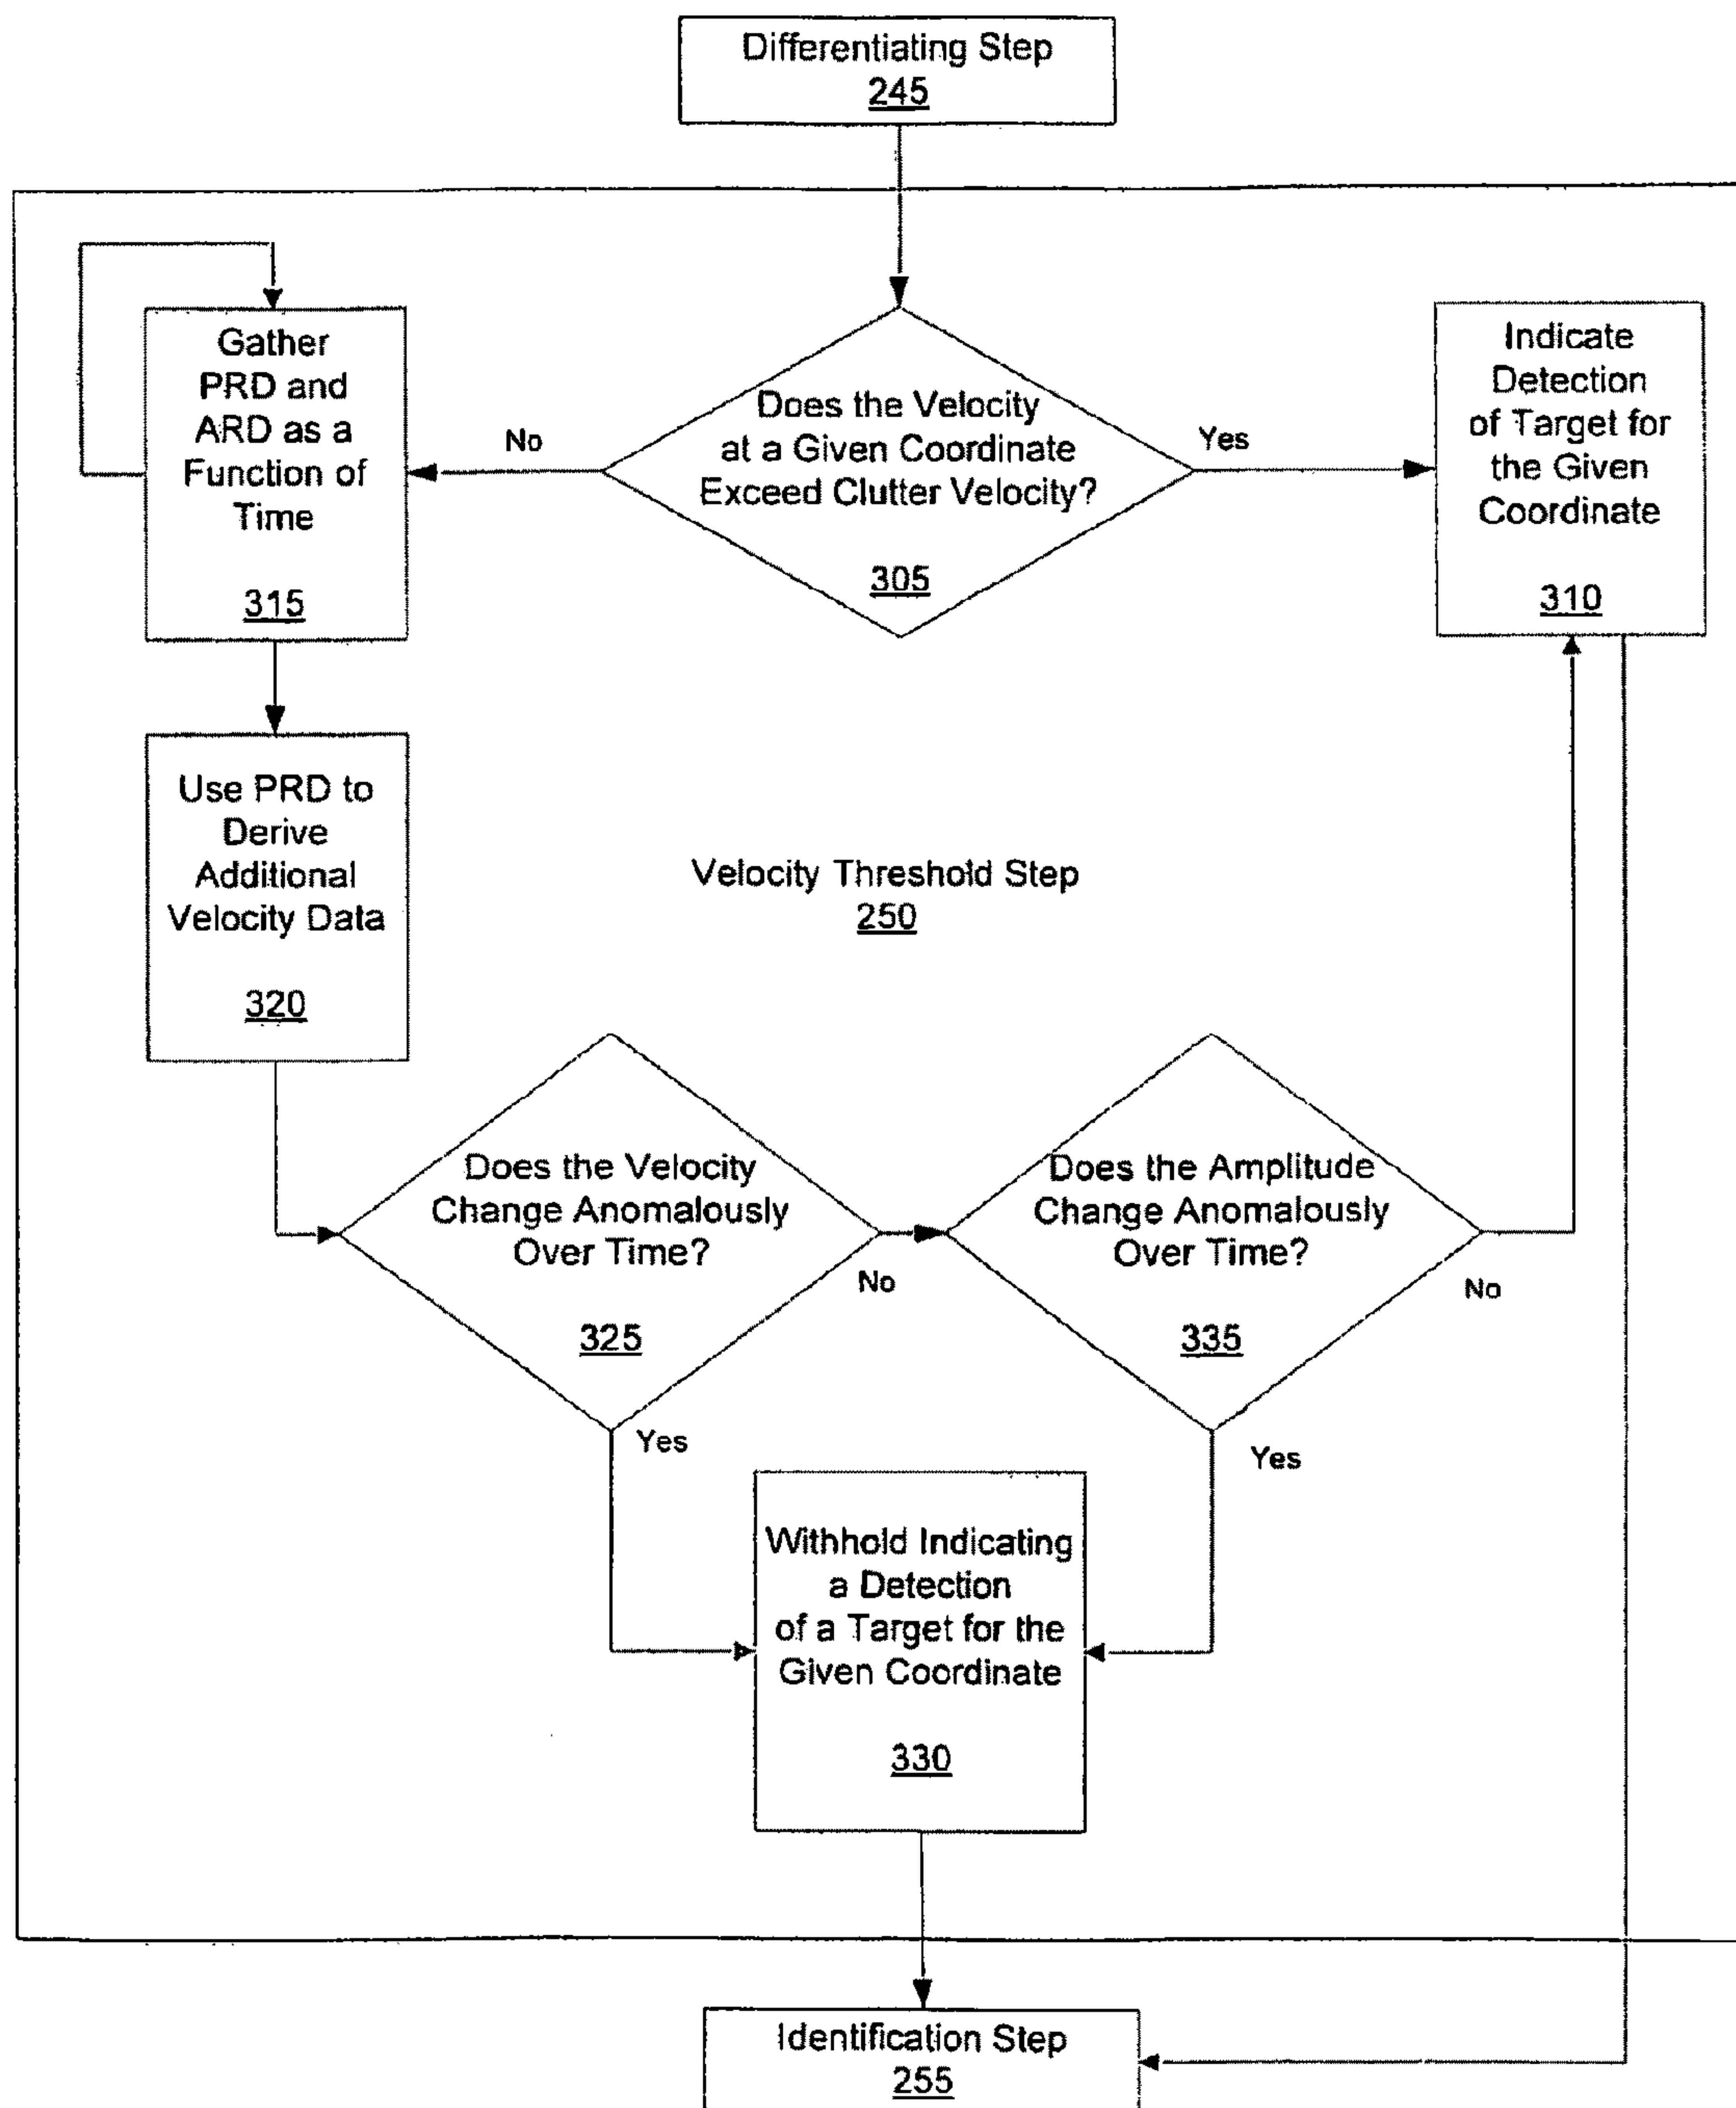 Differentiating Step
245
Gather
PRD and
ARD as a
Function of
Time
315
No
Does the Velocity
at a Given Coordinate
Exceed Clutter Velocity?
305
Yes
Indicate
Detection
of Target for
the Given
Coordinate
310
Use PRD to
Derive
Additional
Velocity Data
320
Velocity Threshold Step
250
Does the Velocity
Change Anomalously
Over Time?
325
No
Yes
Does the Amplitude
Change Anomalously
Over Time?
335
No
Yes
Withhold Indicating
a Detection
of a Target for the
Given Coordinate
330
Identification Step
255